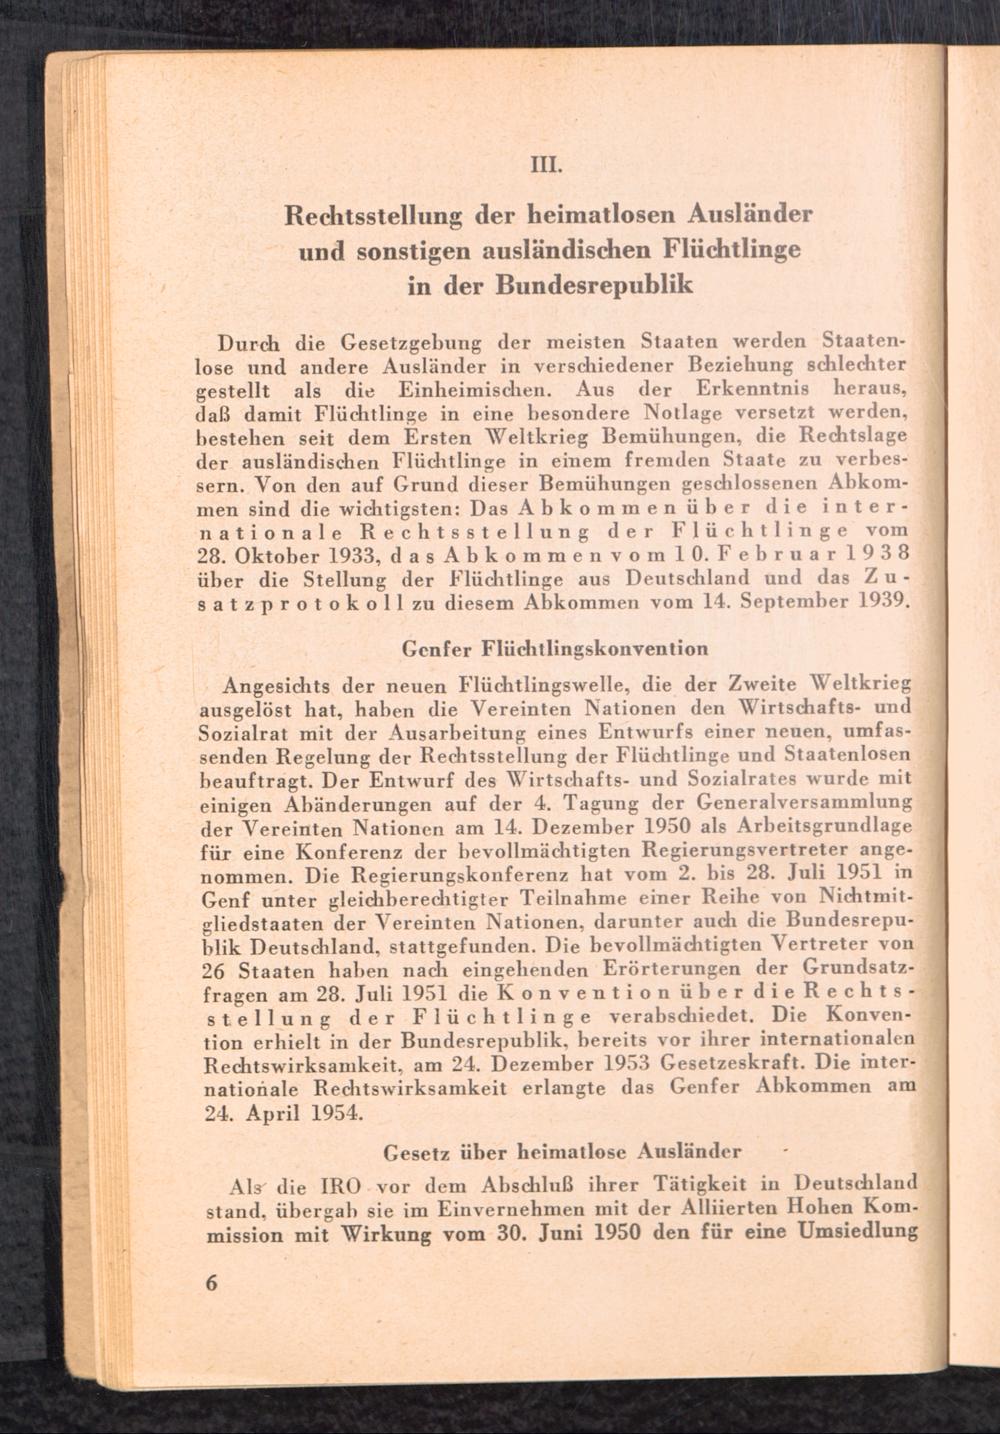 III.
Rechtsstellung der heimatlosen Ausländer
und sonstigen ausländischen Flüchtlinge
in der Bundesrepublik
Durch die Gesetzgebung der meisten Staaten werden Staaten-
lose und andere Ausländer in verschiedener Beziehung schlechter
gestellt als die Einheimischen. Aus der Erkenntnis heraus,
daß damit Flüchtlinge in eine besondere Notlage versetzt werden,
bestehen seit dem Ersten Weltkrieg Bemühungen, die Rechtslage
der ausländischen Flüchtlinge in einem fremden Staate zu verbes-
sern. Von den auf Grund dieser Bemühungen geschlossenen Abkom-
men sind die wichtigsten: Das Abkommen über die inter-
nationale Rechtsstellung der Flüchtlinge vom
28. Oktober 1933, das Abkommen vom 10. Februar 1938
über die Stellung der Flüchtlinge aus Deutschland und das Zu-
satzprotokoll zu diesem Abkommen vom 14. September 1939.
Genfer Flüchtlingskonvention
Angesichts der neuen Flüchtlingswelle, die der Zweite Weltkrieg
ausgelöst hat, haben die Vereinten Nationen den Wirtschafts- und
Sozialrat mit der Ausarbeitung eines Entwurfs einer neuen, umfas-
senden Regelung der Rechtsstellung der Flüchtlinge und Staatenlosen
beauftragt. Der Entwurf des Wirtschafts- und Sozialrates wurde mit
einigen Abänderungen auf der 4. Tagung der Generalversammlung
der Vereinten Nationen am 14. Dezember 1950 als Arbeitsgrundlage
für eine Konferenz der bevollmächtigten Regierungsvertreter ange-
nommen. Die Regierungskonferenz hat vom 2. bis 28. Juli 1951 in
Genf unter gleichberechtigter Teilnahme einer Reihe von Nichtmit-
gliedstaaten der Vereinten Nationen, darunter auch die Bundesrepu-
blik Deutschland, stattgefunden. Die bevollmächtigten Vertreter von
26 Staaten haben nach eingehenden Erörterungen der Grundsatz-
fragen am 28. Juli 1951 die Konvention über die Rechts-
stellung der Flüchtlinge verabschiedet. Die Konven-
tion erhielt in der Bundesrepublik, bereits vor ihrer internationalen
Rechtswirksamkeit, am 24. Dezember 1953 Gesetzeskraft. Die inter-
nationale Rechtswirksamkeit erlangte das Genfer Abkommen am
24. April 1954.
Gesetz über heimatlose Ausländer
Als die IRO vor dem Abschluß ihrer Tätigkeit in Deutschland
stand, übergab sie im Einvernehmen mit der Alliierten Hohen Kom-
mission mit Wirkung vom 30. Juni 1950 den für eine Umsiedlung
6